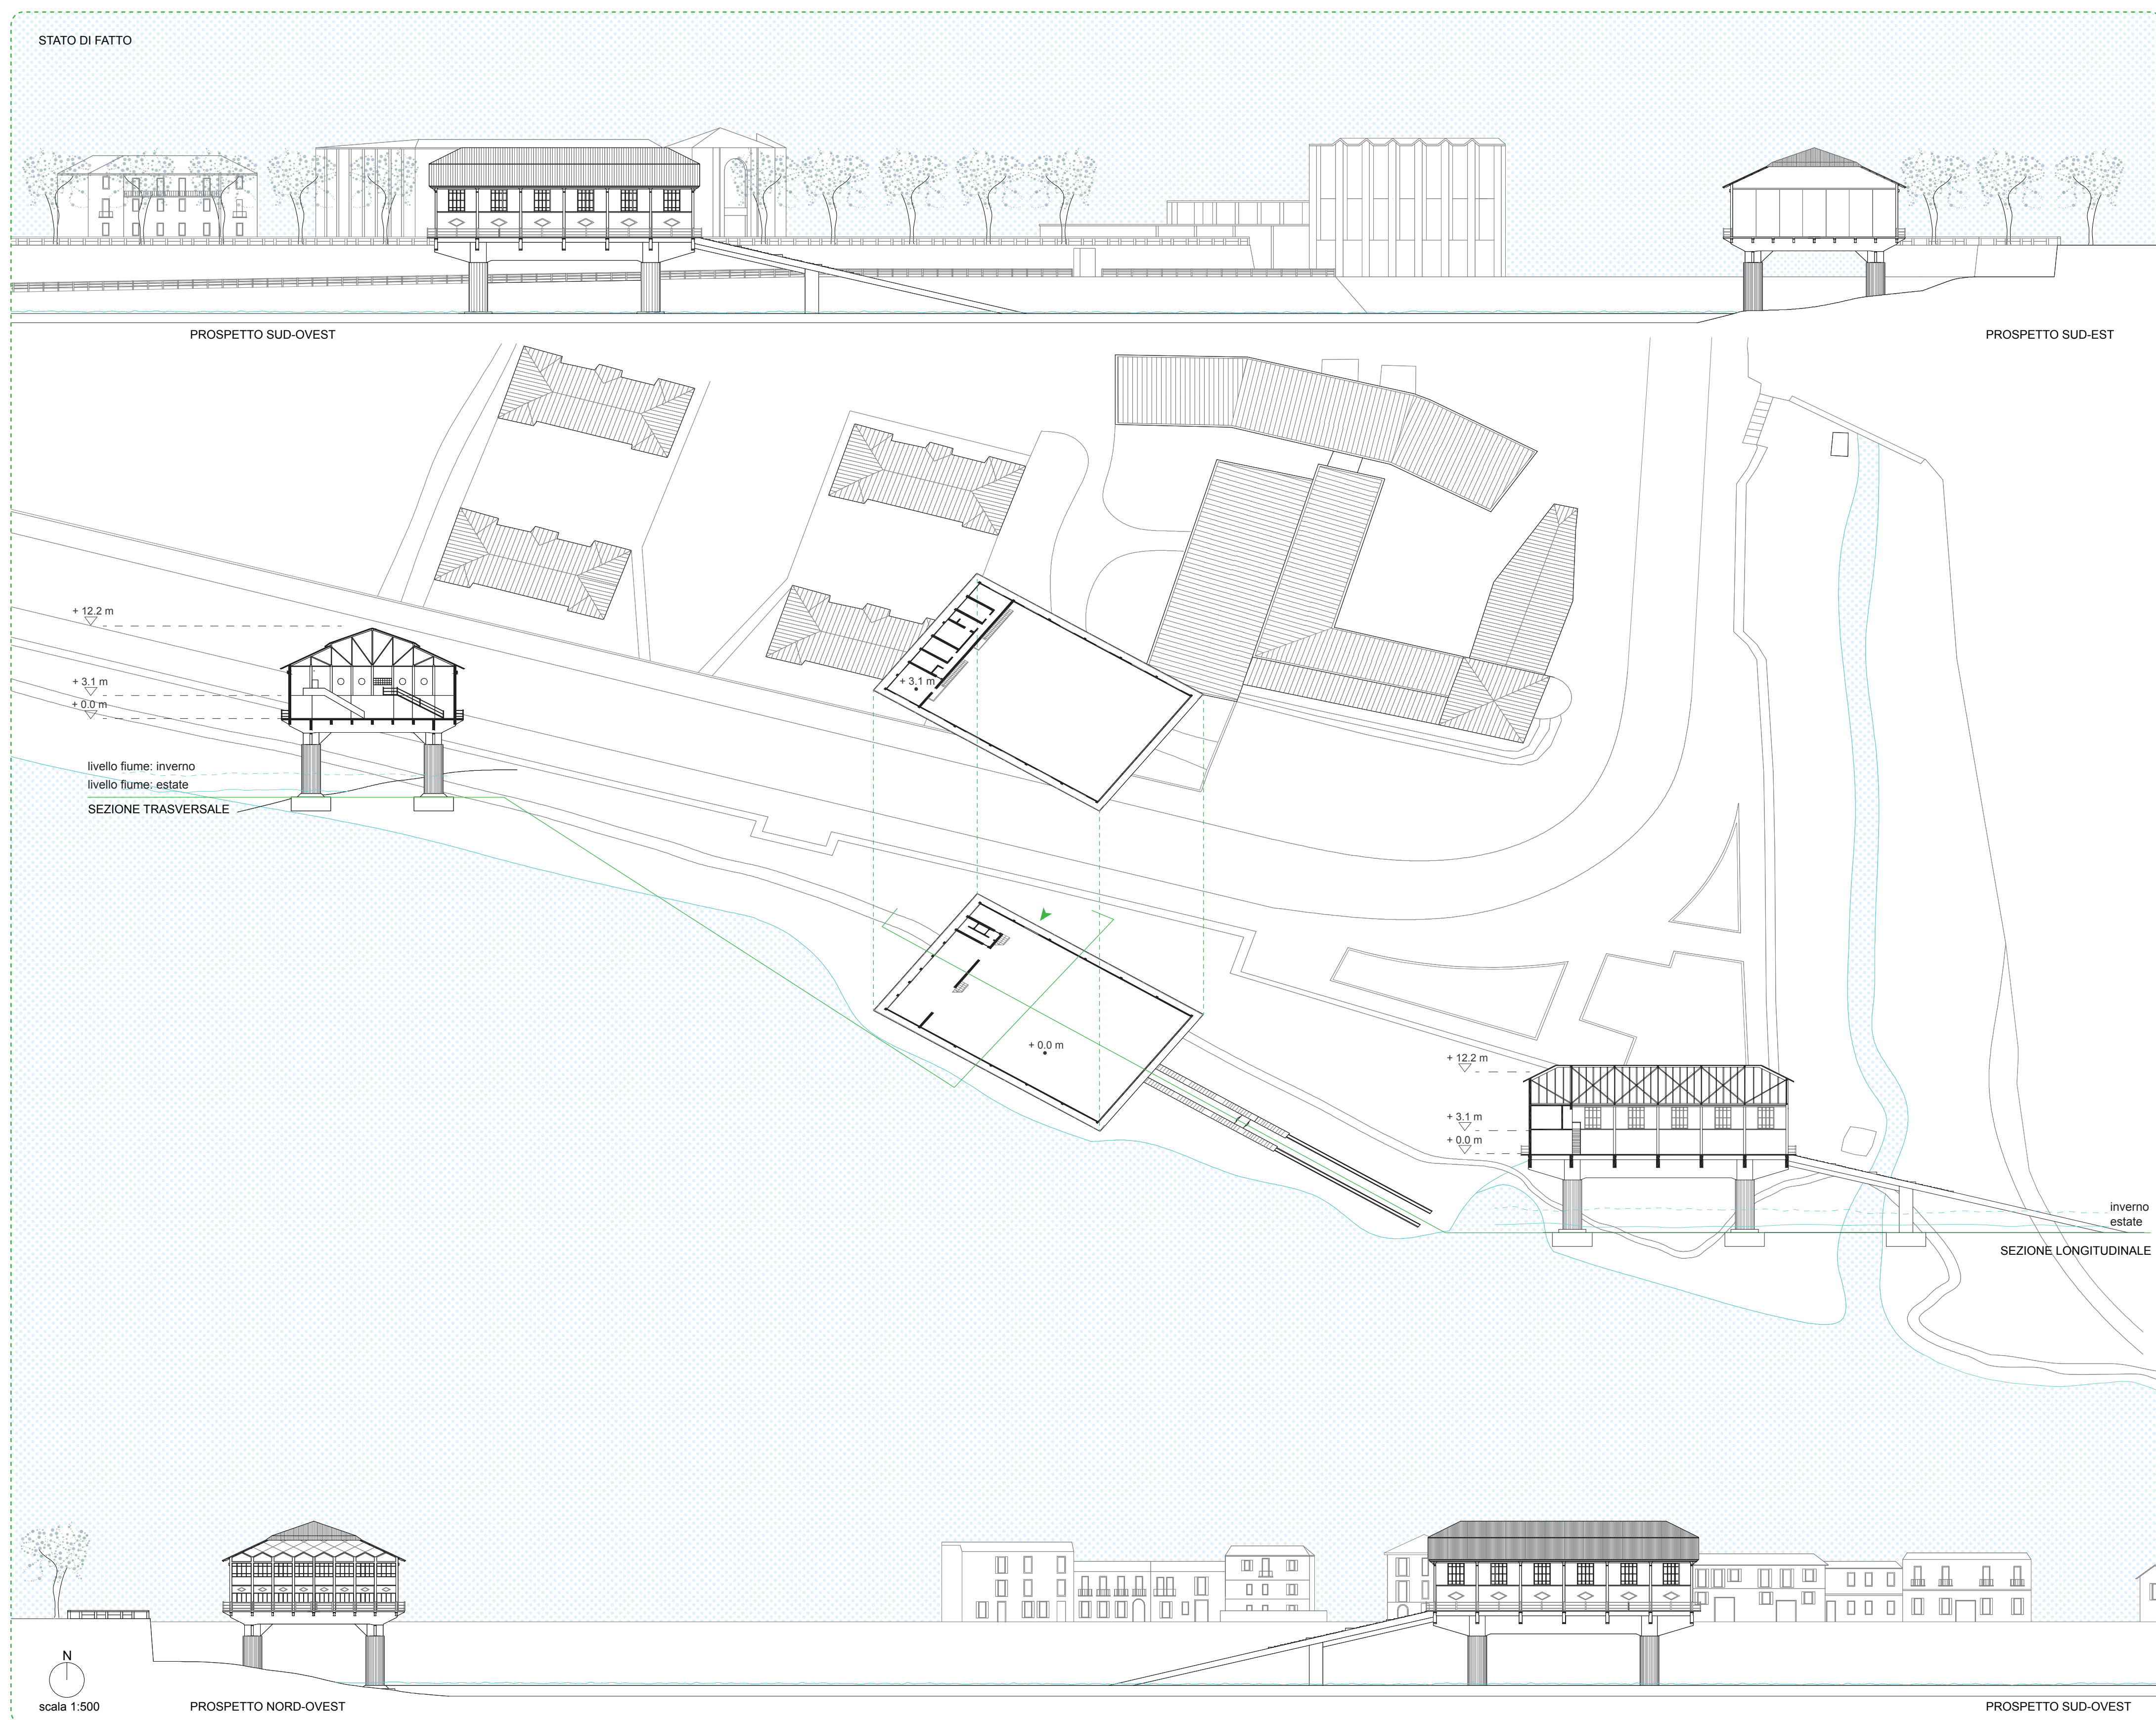 STATO DI FATTO
PROSPETTO SUD-OVEST
PROSPETTO SUD-EST
+ 12.2 m
+ 3.1 m
+ 0.0 m
livello fiume: inverno
livello fiume: estate
SEZIONE TRASVERSALE
+ 3.1 m
+ 0.0 m
+ 12.2 m
+ 3.1 m
+ 0.0 m
inverno
estate
SEZIONE LONGITUDINALE
N
scala 1:500
PROSPETTO NORD-OVEST
PROSPETTO SUD-OVEST